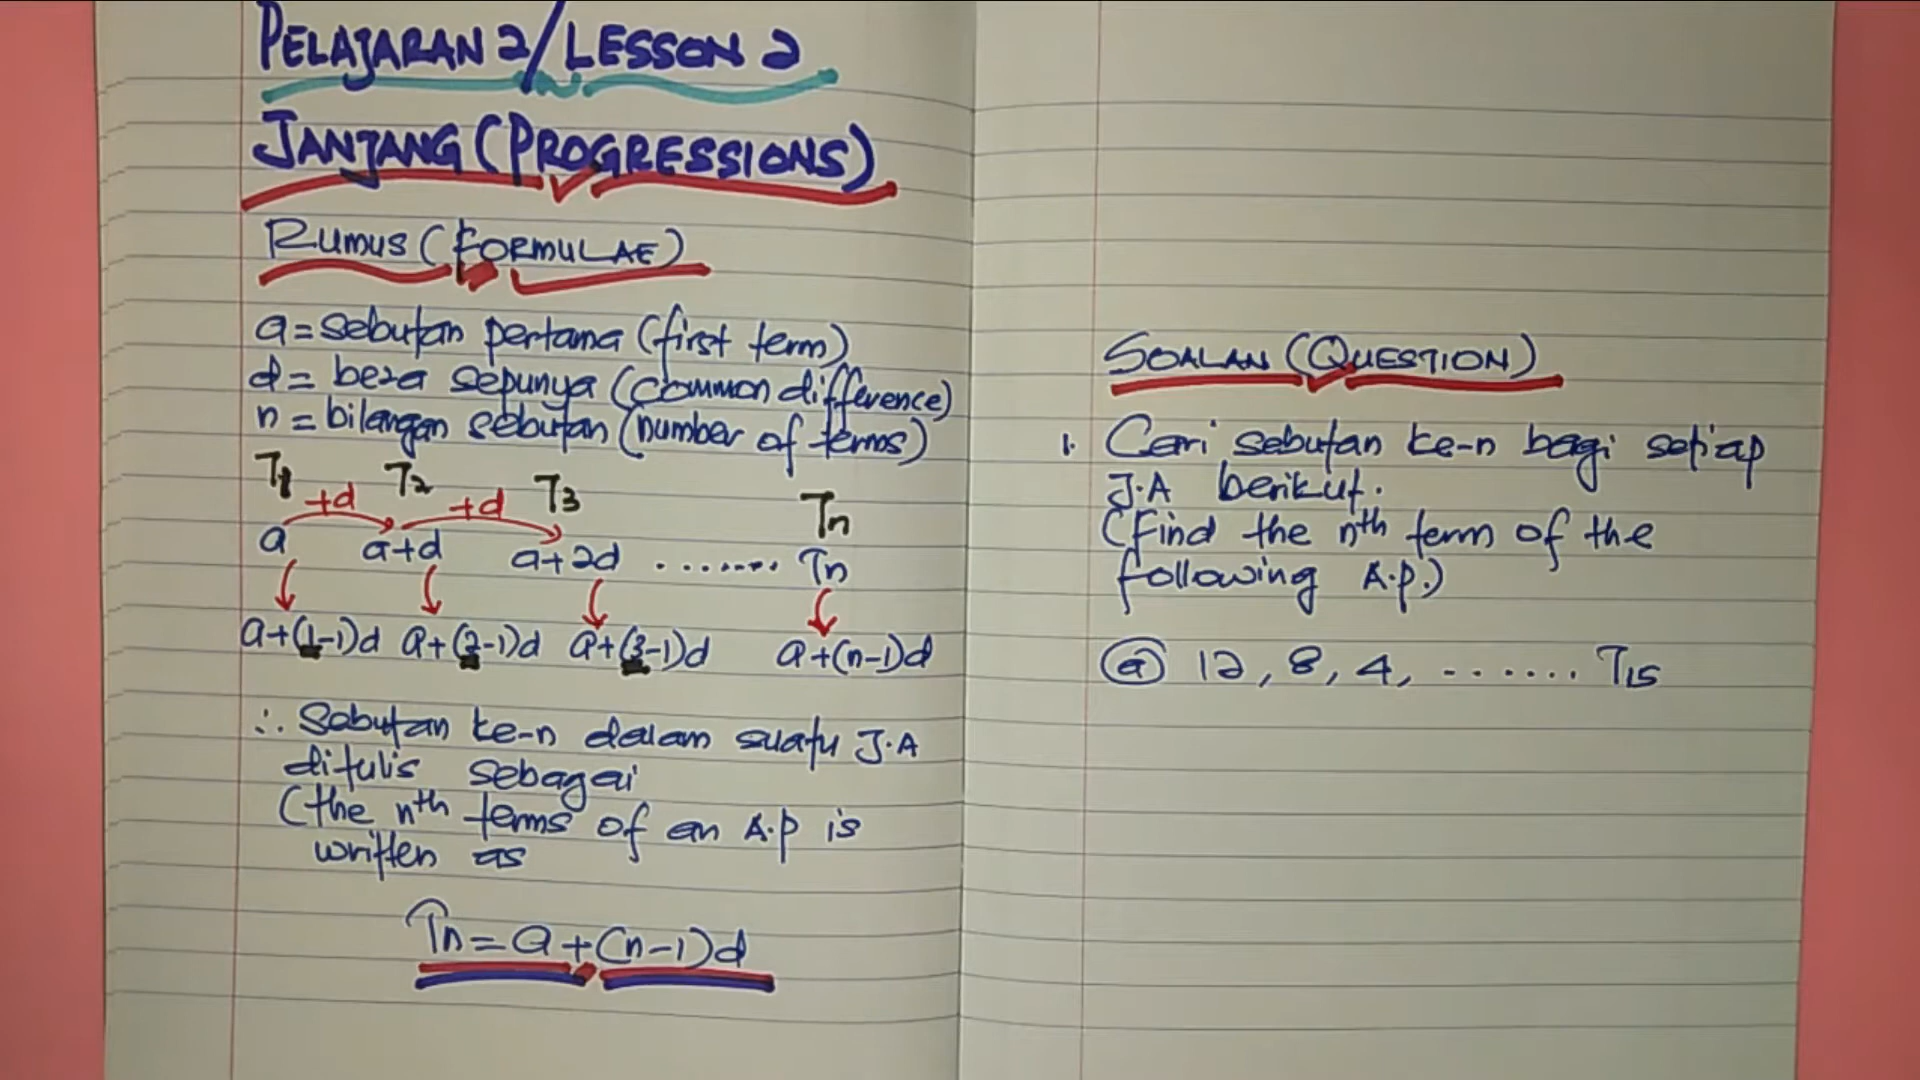 PELAJARAN 2/LESSON 2
JANJANG (PROGRESSIONS)
RUMUS (FORMULAE)
a = sebutan pertama (first term)
d = beza sepunya (common difference)
n = bilangan sebutan (number of terms)
T1 T2 T3 Tn
+d +d
a a+d a+2d ........ Tn
a+(1-1)d a+(2-1)d a+(3-1)d a+(n-1)d
∴ Sebutan ke-n dalam suatu J.A
ditulis sebagai
(the nth terms of an A.p is
written as
Tn = a + (n-1)d
SOALAN (QUESTION)
1. Cari sebutan ke-n bagi setiap
J.A berikut.
(Find the nth term of the
following A.p.)
(a) 12, 8, 4, ....... T15